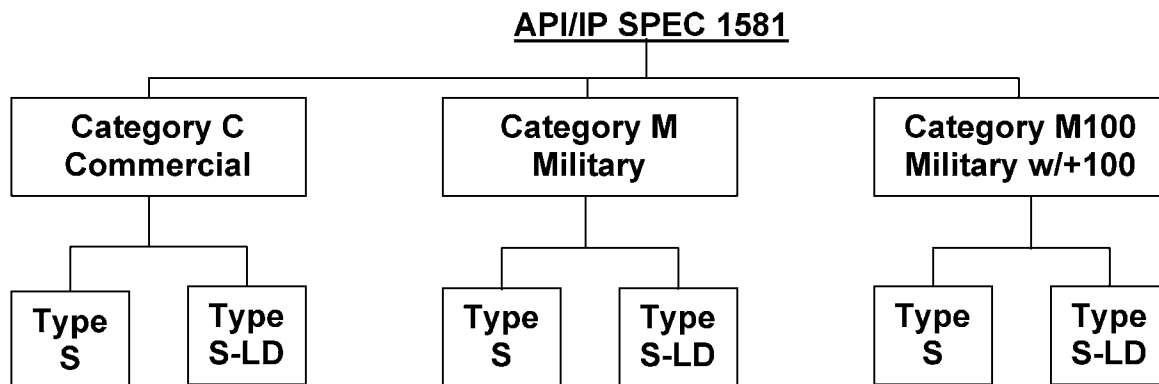 API/IP SPEC 1581
Category C
Commercial
Category M
Military
Category M100
Military w/+100
Type
S
Type
S-LD
Type
S
Type
S-LD
Type
S
Type
S-LD